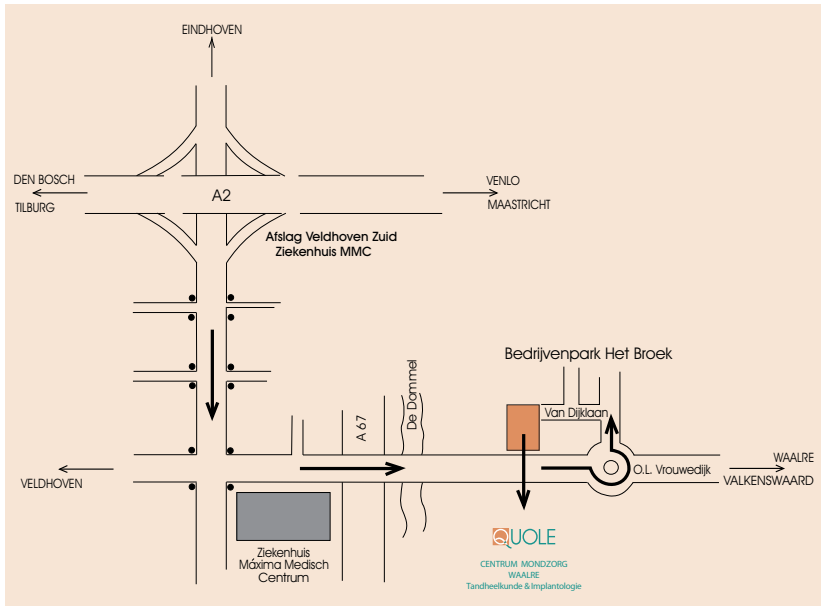 EINDHOVEN
DEN BOSCH
TILBURG
A2
VENLO
MAASTRICHT
Afslag Veldhoven Zuid
Ziekenhuis MMC
Bedrijvenpark Het Broek
A 67
De Dommel
Van Dijklaan
VELDHOVEN
O.L. Vrouwedijk
WAALRE
VALKENSWAARD
Ziekenhuis
Máxima Medisch
Centrum
QUOLE
CENTRUM MONDZORG
WAALRE
Tandheelkunde & Implantologie